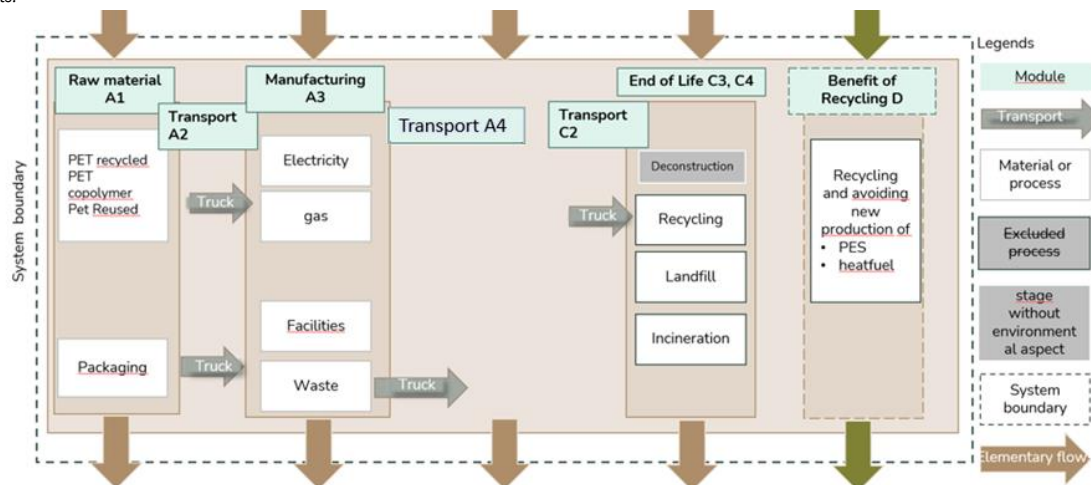 ts.
System boundary
Raw material
A1
Transport
A2
PET recycled
PET
copolymer
Pet Reused
Packaging
Truck
Truck
Manufacturing
A3
Electricity
gas
Facilities
Waste
Transport A4
Truck
Transport
C2
Truck
End of Life C3, C4
Deconstruction
Recycling
Landfill
Incineration
Benefit of
Recycling D
Recycling
and avoiding
new
production of
• PES
• heatfuel
Legends
Module
Transport
Material or
process
Excluded
process
stage
without
environment
al aspect
System
boundary
Elementary flow